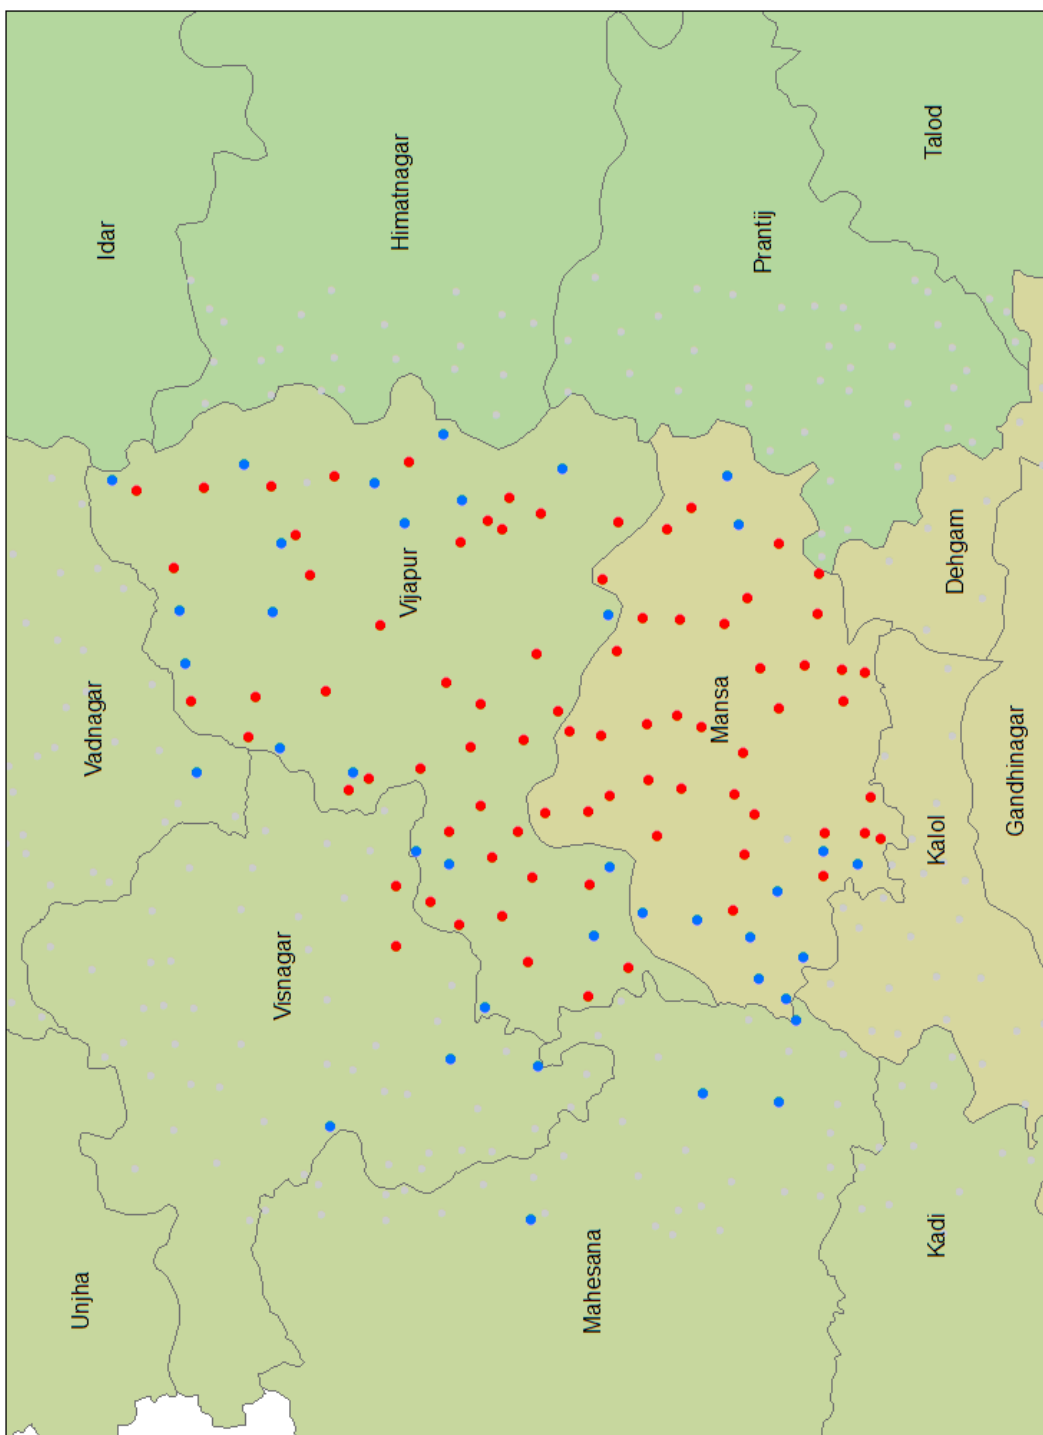 Unjha
Vadnagar
Idar
Visnagar
Vijapur
Himatnagar
Mahesana
Mansa
Prantij
Kadi
Kalol
Dehgam
Talod
Gandhinagar